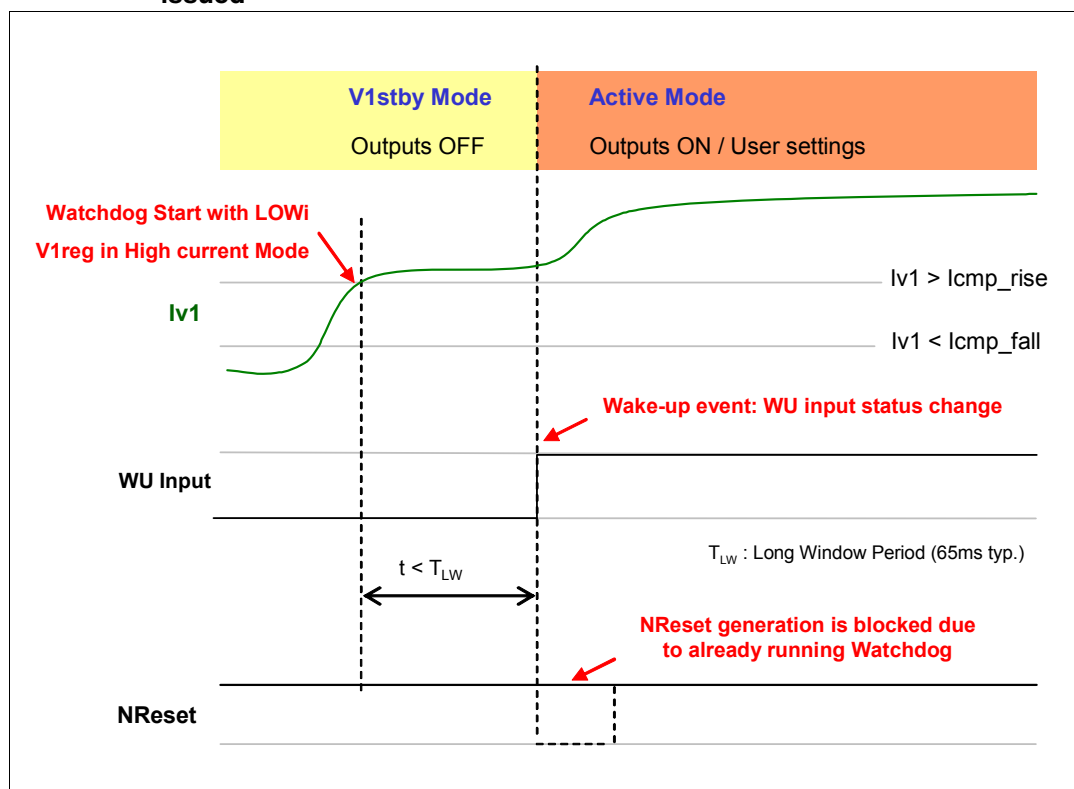 issued
V1stby Mode
Active Mode
Outputs OFF
Outputs ON / User settings
Watchdog Start with LOWi
V1reg in High current Mode
Iv1 > Icmp_rise
Iv1
Iv1 < Icmp_fall
Wake-up event: WU input status change
WU Input
TLW : Long Window Period (65ms typ.)
t < TLW
NReset generation is blocked due
to already running Watchdog
NReset